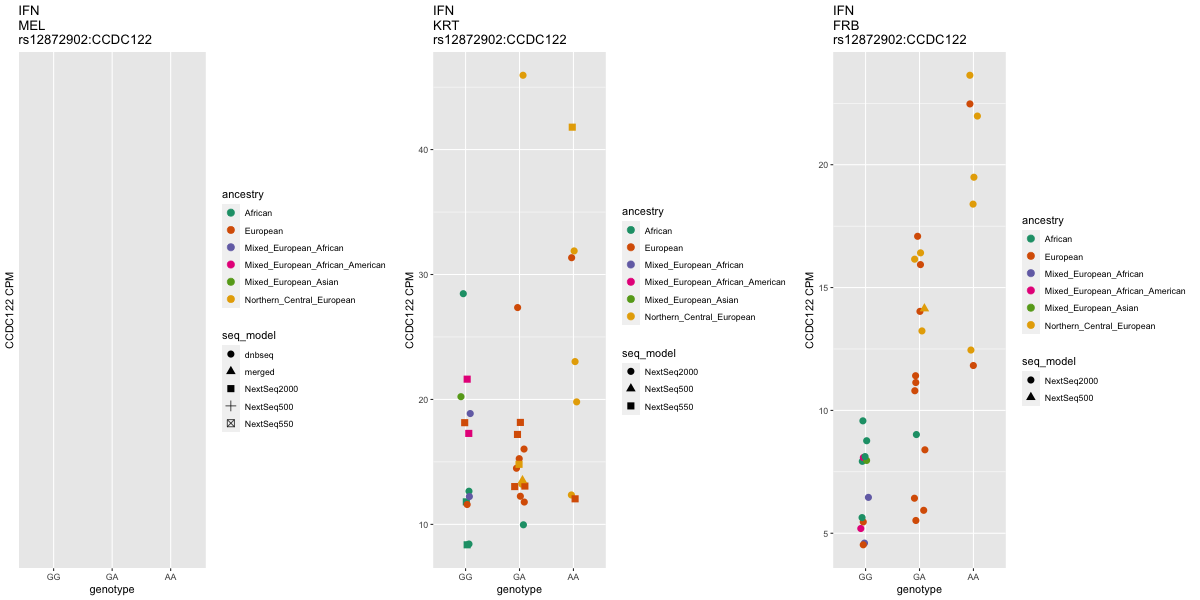 IFN
MEL
rs12872902:CCDC122
CCDC122 CPM
GG
GA
AA
genotype
ancestry
African
European
Mixed_European_African
Mixed_European_African_American
Mixed_European_Asian
Northern_Central_European
seq_model
dnbseq
merged
NextSeq2000
NextSeq500
NextSeq550
IFN
KRT
rs12872902:CCDC122
CCDC122 CPM
40
30
20
10
GG
GA
AA
genotype
ancestry
African
European
Mixed_European_African
Mixed_European_African_American
Mixed_European_Asian
Northern_Central_European
seq_model
NextSeq2000
NextSeq500
NextSeq550
IFN
FRB
rs12872902:CCDC122
CCDC122 CPM
20
15
10
5
GG
GA
AA
genotype
ancestry
African
European
Mixed_European_African
Mixed_European_African_American
Mixed_European_Asian
Northern_Central_European
seq_model
NextSeq2000
NextSeq500